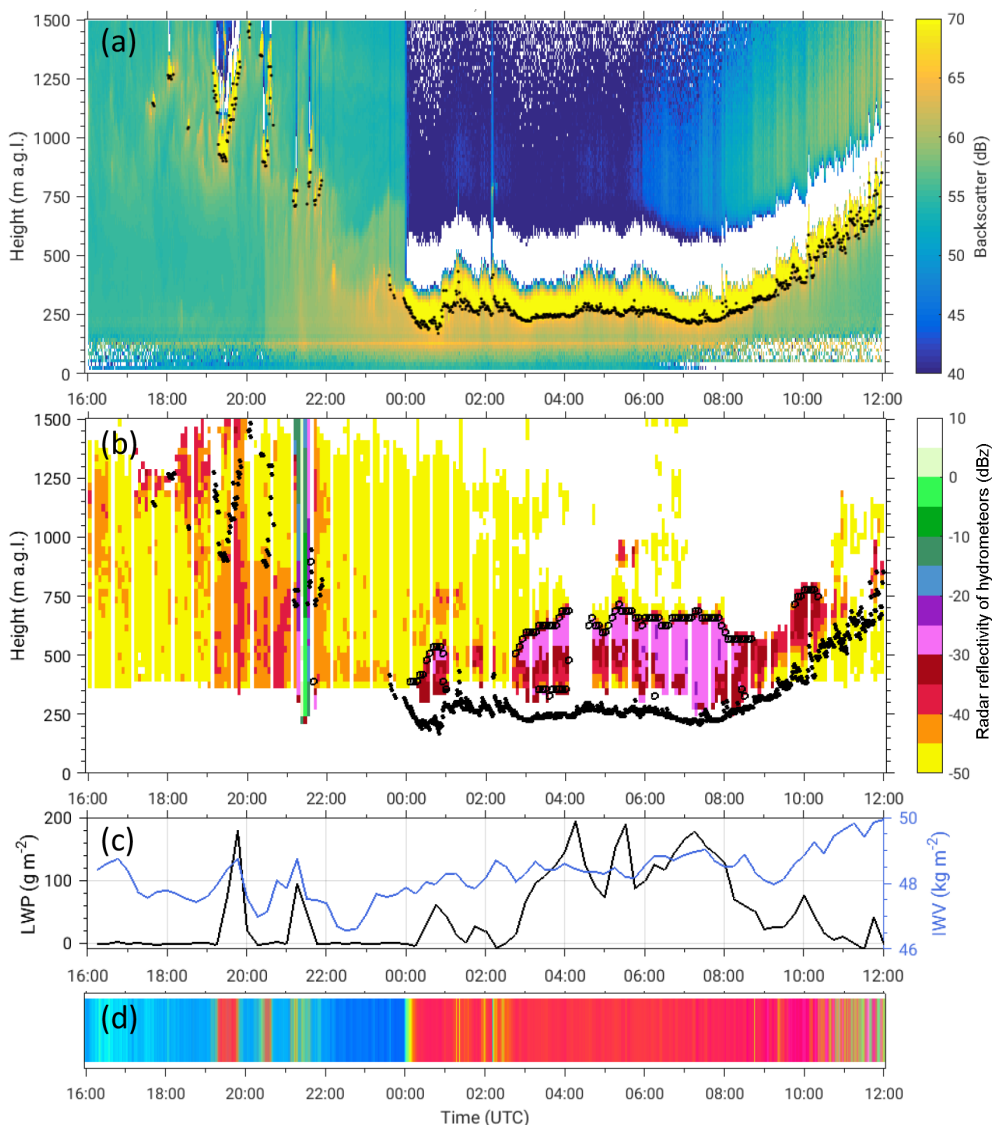 (a)
Height (m a.g.l.)
1500
1250
1000
750
500
250
0
16:00 18:00 20:00 22:00 00:00 02:00 04:00 06:00 08:00 10:00 12:00
70
65
60
55
50
45
40
Backscatter (dB)
(b)
Height (m a.g.l.)
1500
1250
1000
750
500
250
0
16:00 18:00 20:00 22:00 00:00 02:00 04:00 06:00 08:00 10:00 12:00
10
0
-10
-20
-30
-40
-50
Radar reflectivity of hydrometeors (dBz)
(c)
LWP (g m⁻²)
200
100
0
50
48
46
IWV (kg m⁻²)
16:00 18:00 20:00 22:00 00:00 02:00 04:00 06:00 08:00 10:00 12:00
(d)
16:00 18:00 20:00 22:00 00:00 02:00 04:00 06:00 08:00 10:00 12:00
Time (UTC)